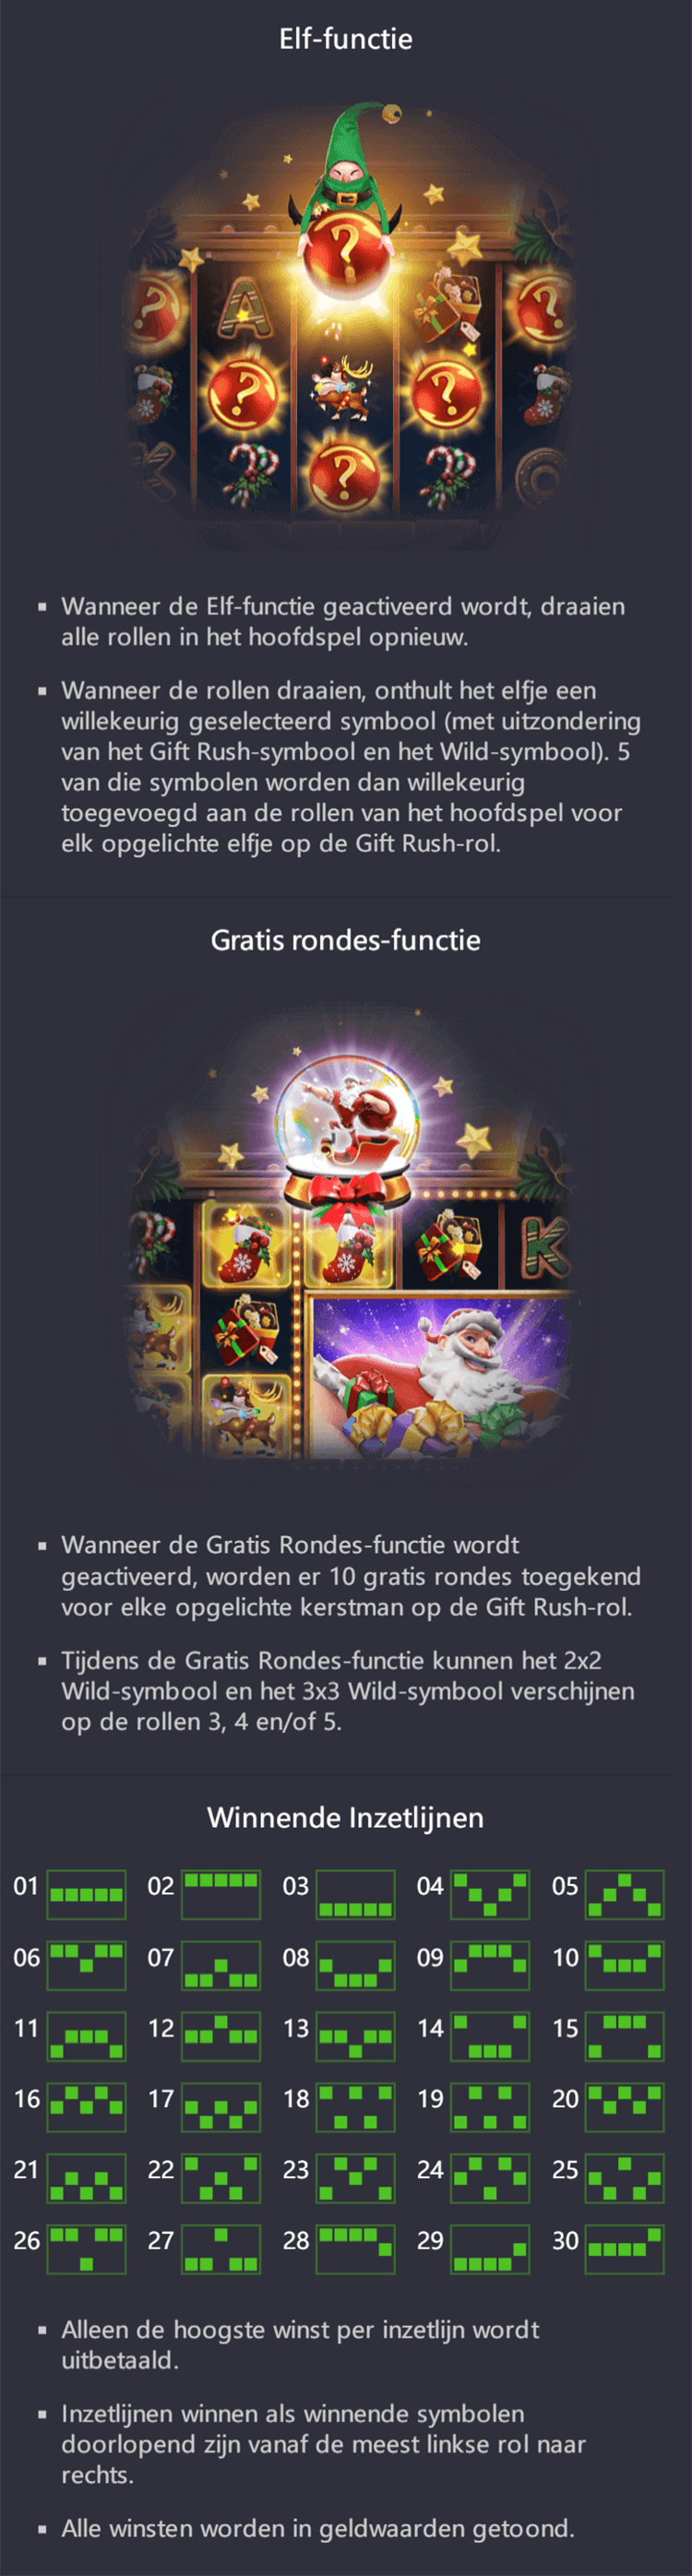 Elf-functie
? ? A ? ? ? ? K
Wanneer de Elf-functie geactiveerd wordt, draaien
alle rollen in het hoofdspel opnieuw.
Wanneer de rollen draaien, onthult het elfje een
willekeurig geselecteerd symbool (met uitzondering
van het Gift Rush-symbool en het Wild-symbool). 5
van die symbolen worden dan willekeurig
toegevoegd aan de rollen van het hoofdspel voor
elk opgelichte elfje op de Gift Rush-rol.
Gratis rondes-functie
K
Wanneer de Gratis Rondes-functie wordt
geactiveerd, worden er 10 gratis rondes toegekend
voor elke opgelichte kerstman op de Gift Rush-rol.
Tijdens de Gratis Rondes-functie kunnen het 2x2
Wild-symbool en het 3x3 Wild-symbool verschijnen
op de rollen 3, 4 en/of 5.
Winnende Inzetlijnen
01 02 03 04 05
06 07 08 09 10
11 12 13 14 15
16 17 18 19 20
21 22 23 24 25
26 27 28 29 30
Alleen de hoogste winst per inzetlijn wordt
uitbetaald.
Inzetlijnen winnen als winnende symbolen
doorlopend zijn vanaf de meest linkse rol naar
rechts.
Alle winsten worden in geldwaarden getoond.